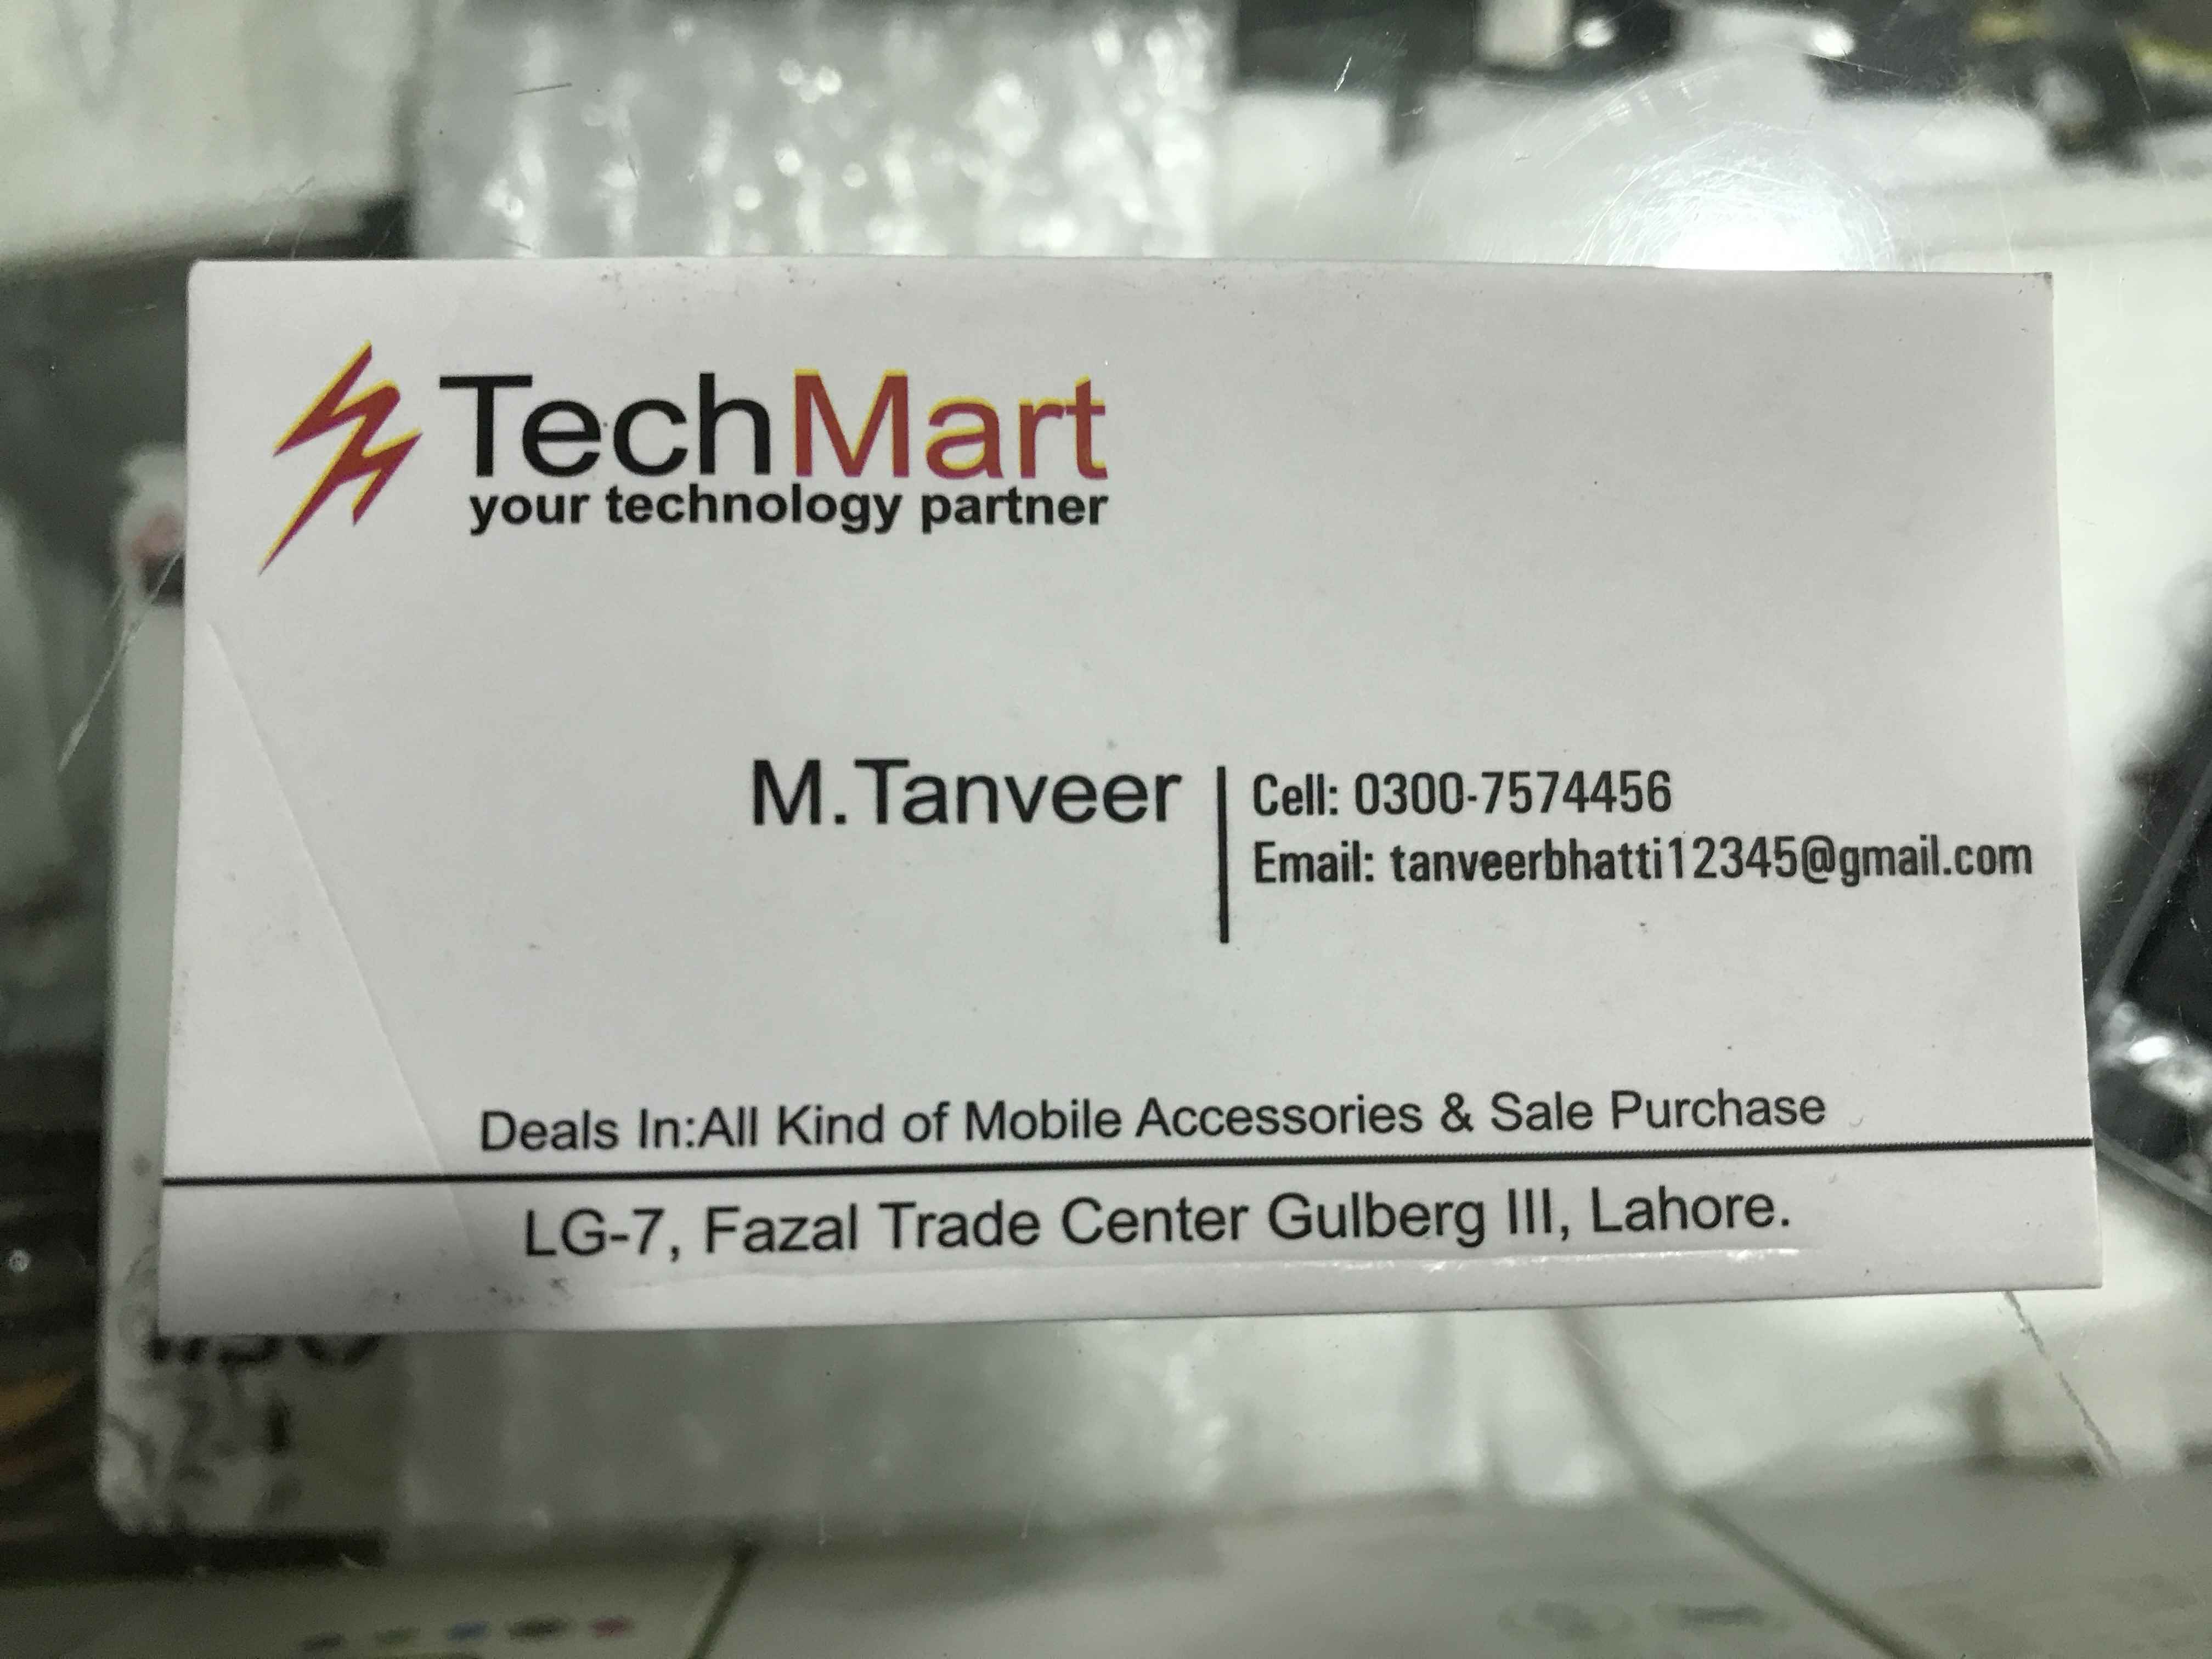 TechMart
your technology partner
M.Tanveer
Cell: 0300-7574456
Email: tanveerbhatti12345@gmail.com
Deals In:All Kind of Mobile Accessories & Sale Purchase
LG-7, Fazal Trade Center Gulberg III, Lahore.